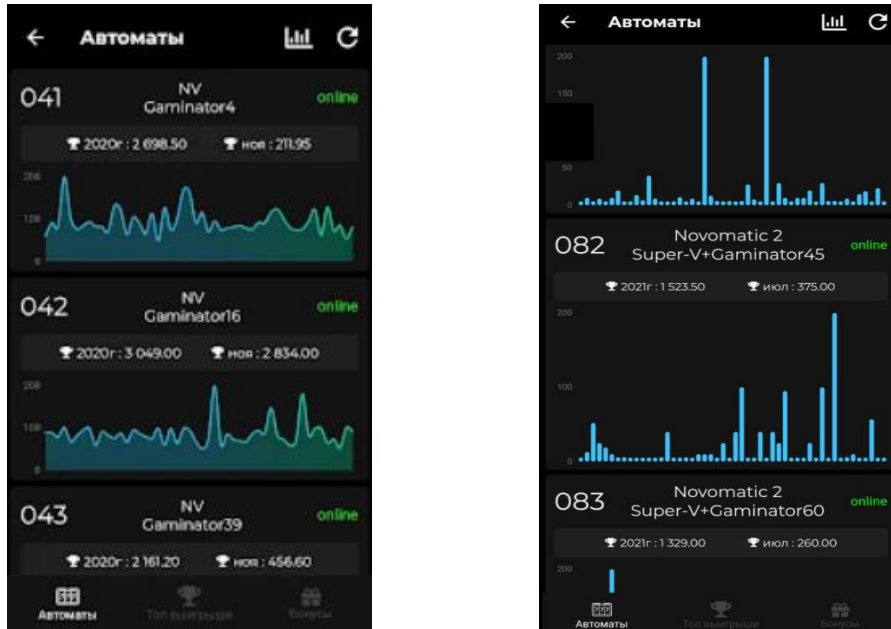 Автоматы
041
NV
Gaminator4
online
2020г : 2 698.50
ноя : 211.95
200
100
0
042
NV
Gaminator16
online
2020г : 3 049.00
ноя : 2 834.00
200
100
0
043
NV
Gaminator39
online
2020г : 2 161.20
ноя : 456.60
Автоматы
Топ выигрыши
Бонусы
Автоматы
200
150
50
0
082
Novomatic 2
Super-V+Gaminator45
online
2021г : 1 523.50
июл : 375.00
200
100
0
083
Novomatic 2
Super-V+Gaminator60
online
2021г : 1 329.00
июл : 260.00
200
777
Автоматы
Топ выигрыши
Бонусы